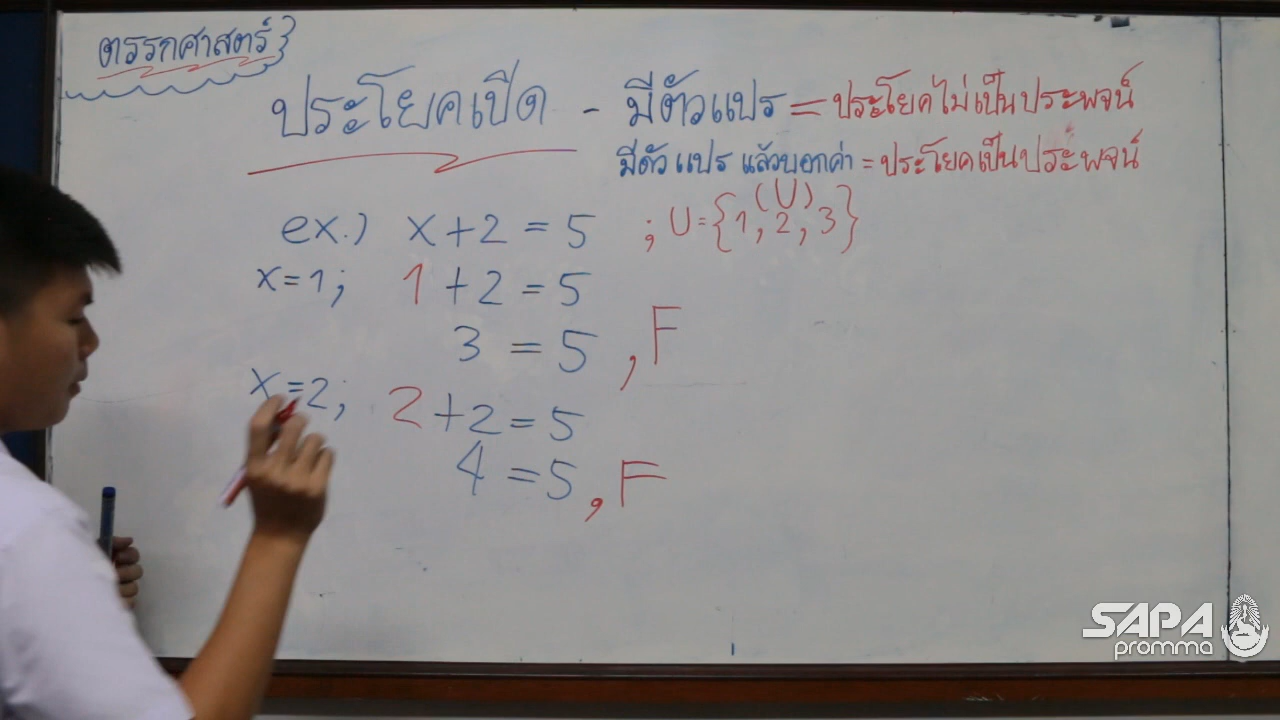 ตรรกศาสตร์
ประโยคเปิด - มีตัวแปร = ประโยคไม่เป็นประพจน์
มีตัวแปร แล้วบอกค่า = ประโยคเป็นประพจน์
(U)
ex.) x+2 = 5 ; U = {1, 2, 3}
x=1; 1+2 = 5
3 = 5 , F
x=2; 2+2 = 5
4 = 5 , F
SAPA
promma